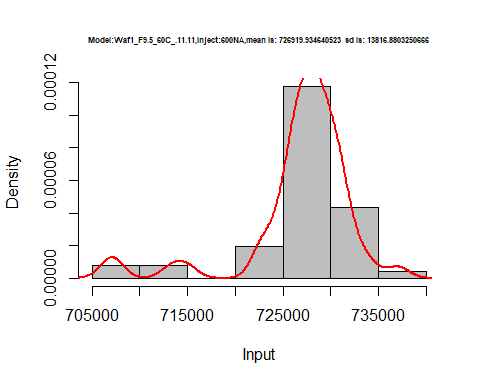 Model:Waf1_F9.5_60C_.11.11,Inject:600NA,mean is: 726919.934640523 sd is: 13816.8803250666
0.00012
0.00006
0.00000
Density
705000 715000 725000 735000
Input